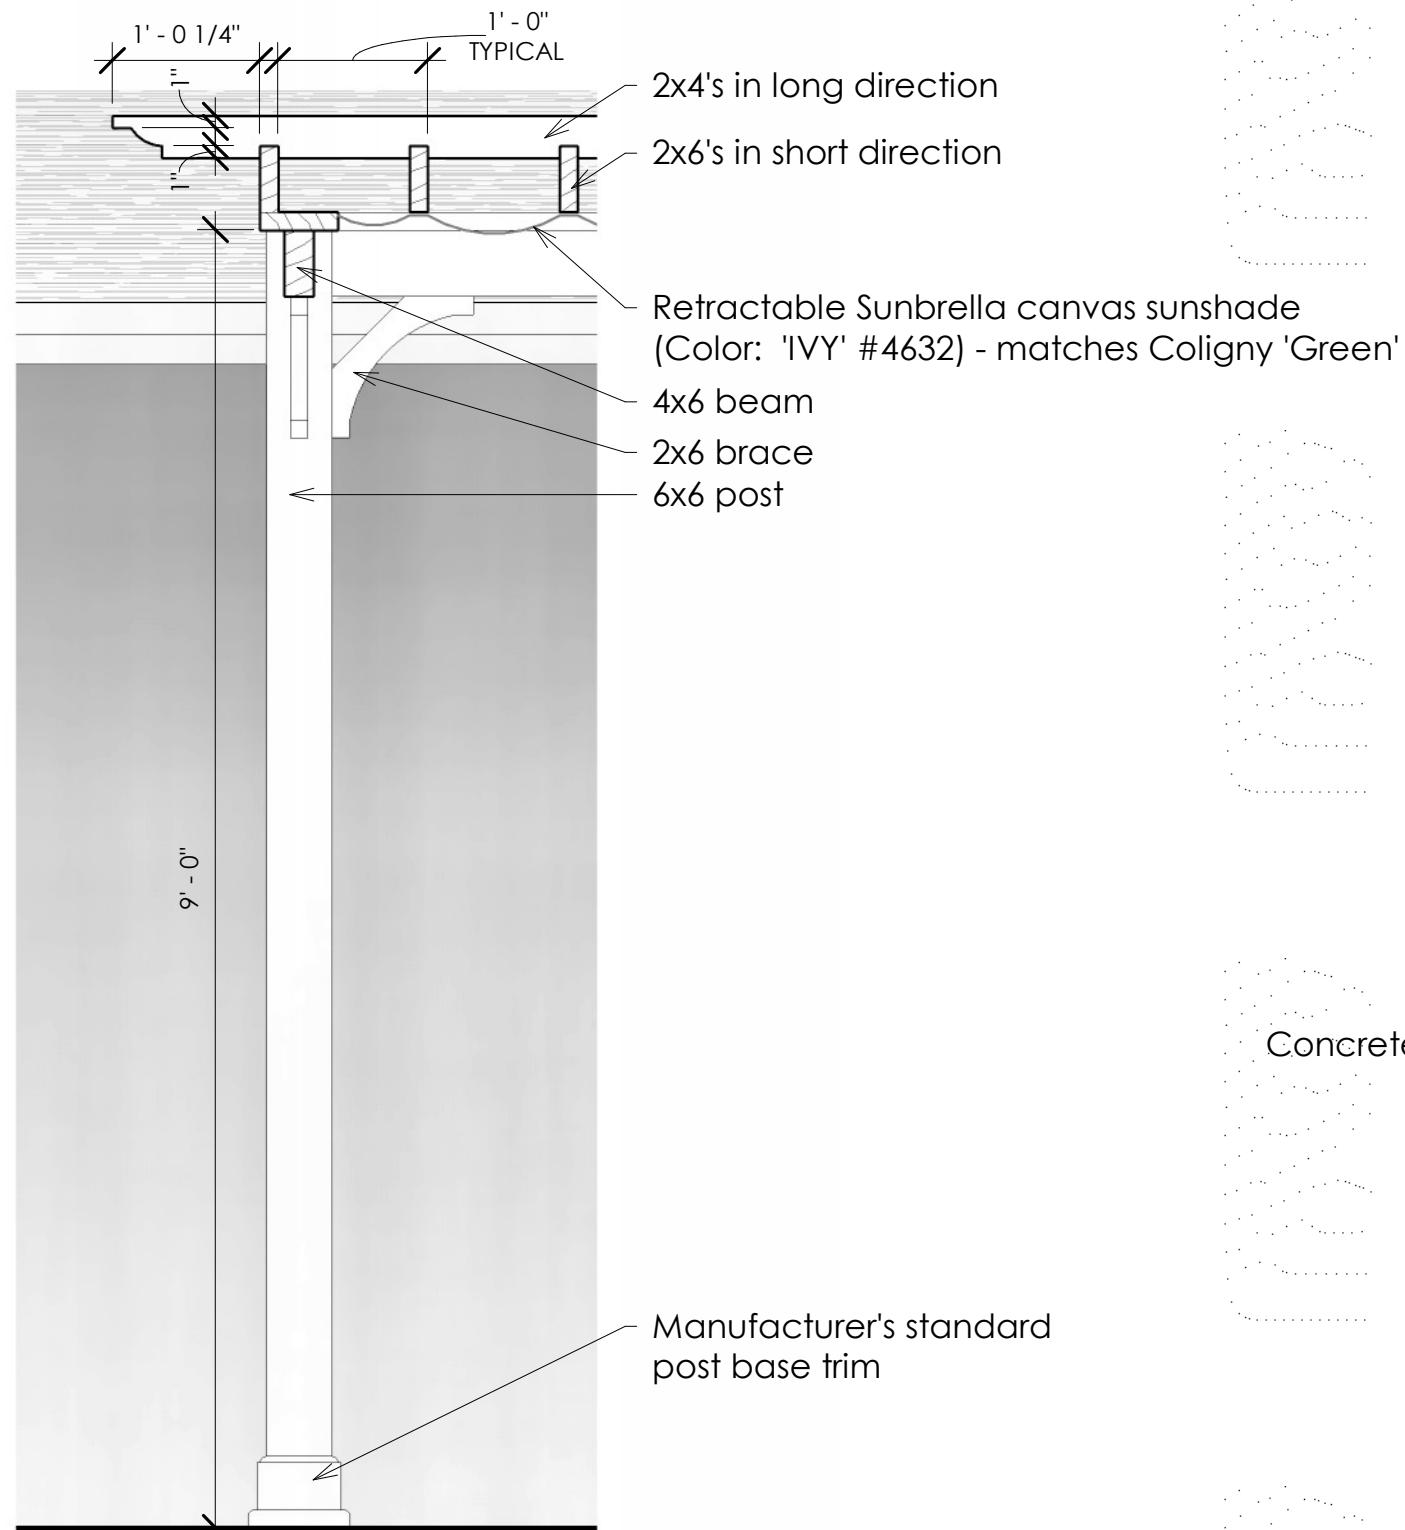 1' - 0 1/4"
1' - 0"
TYPICAL
1"
1"
2x4's in long direction
2x6's in short direction
Retractable Sunbrella canvas sunshade
(Color:  'IVY' #4632) - matches Coligny 'Green'
4x6 beam
2x6 brace
6x6 post
9' - 0"
Concrete
Manufacturer's standard
post base trim